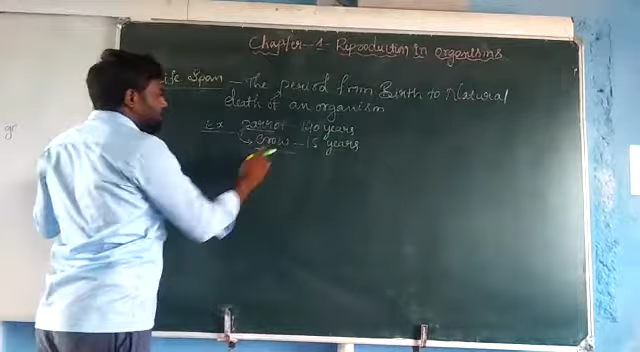 Chapter-1- Reproduction in organisms
Life Span - The period from Birth to Natural
death of an organism
Ex Parrot - 140 years
Crow - 15 years